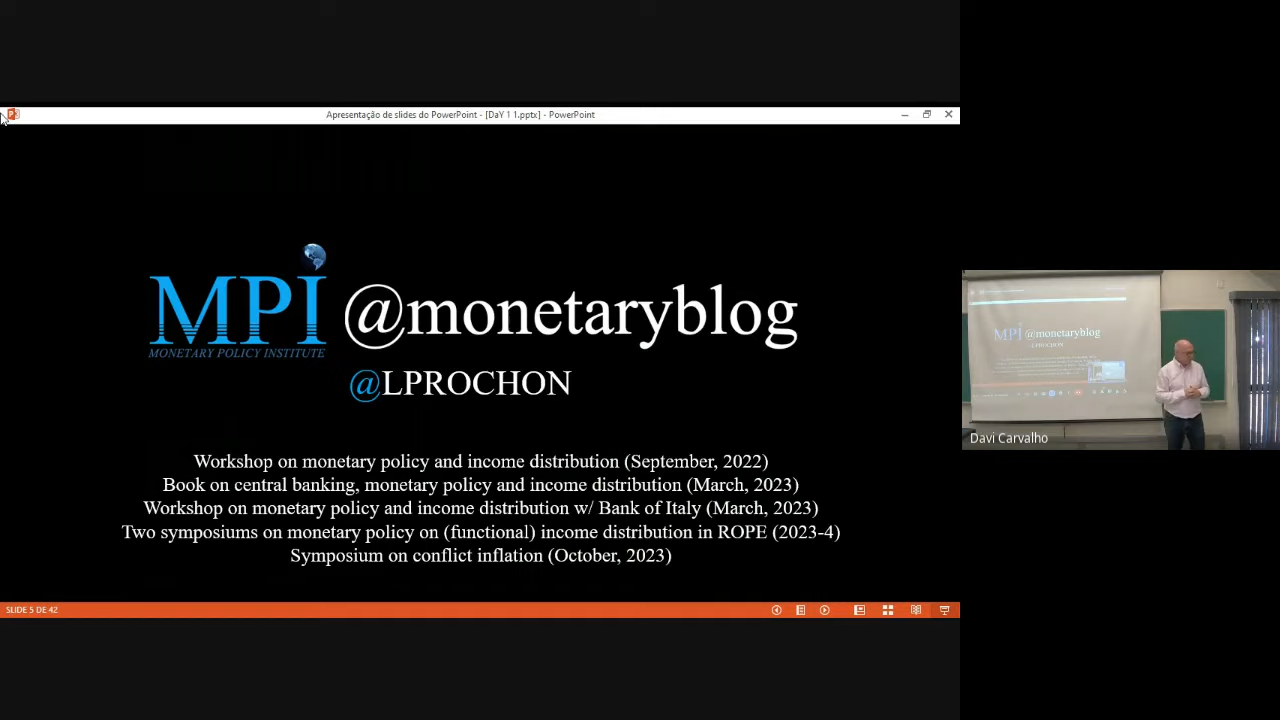 Apresentação de slides do PowerPoint - [DaY 1 1.pptx] - PowerPoint
MPI @monetaryblog
MONETARY POLICY INSTITUTE
@LPROCHON
Workshop on monetary policy and income distribution (September, 2022)
Book on central banking, monetary policy and income distribution (March, 2023)
Workshop on monetary policy and income distribution w/ Bank of Italy (March, 2023)
Two symposiums on monetary policy on (functional) income distribution in ROPE (2023-4)
Symposium on conflict inflation (October, 2023)
SLIDE 5 DE 42
MPI @monetaryblog
LPROCHON
Davi Carvalho